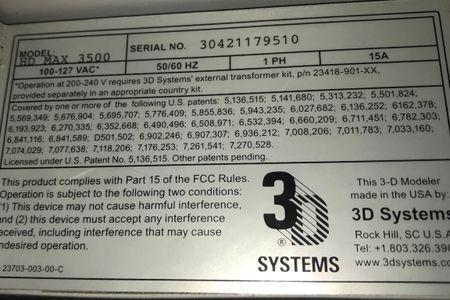 MODEL: HD MAX 3500
SERIAL NO. 30421179510
100-127 VAC* 50/60 HZ 1 PH 15A
*Operation at 200-240 V requires 3D Systems' external transformer kit, p/n 23418-901-XX,
provided separately in an appropriate country kit.
Covered by one or more of the following U.S. patents: 5,136,515; 5,141,680; 5,313,232; 5,501,824;
5,569,349; 5,676,904; 5,695,707; 5,776,409; 5,855,836; 5,943,235; 6,027,682; 6,136,252; 6162,378;
6,193,923; 6,270,335; 6,352,668; 6,490,496; 6,508,971; 6,532,394; 6,660,209; 6,711,451; 6,782,303;
6,841,116; 6,841,589; D501,502; 6,902,246; 6,907,307; 6,936,212; 7,008,206; 7,011,783; 7,033,160;
7,074,029; 7,077,638; 7,118,206; 7,176,253; 7,261,541; 7,270,528.
Licensed under U.S. Patent No. 5,136,515. Other patents pending.
This product complies with Part 15 of the FCC Rules.
Operation is subject to the following two conditions:
(1) This device may not cause harmful interference,
and (2) this device must accept any interference
received, including interference that may cause
undesired operation.
23703-003-00-C
3D
SYSTEMS
This 3-D Modeler
made in the USA by:
3D Systems
Rock Hill, SC U.S.A
Tel: +1.803.326.39
www.3dsystems.c